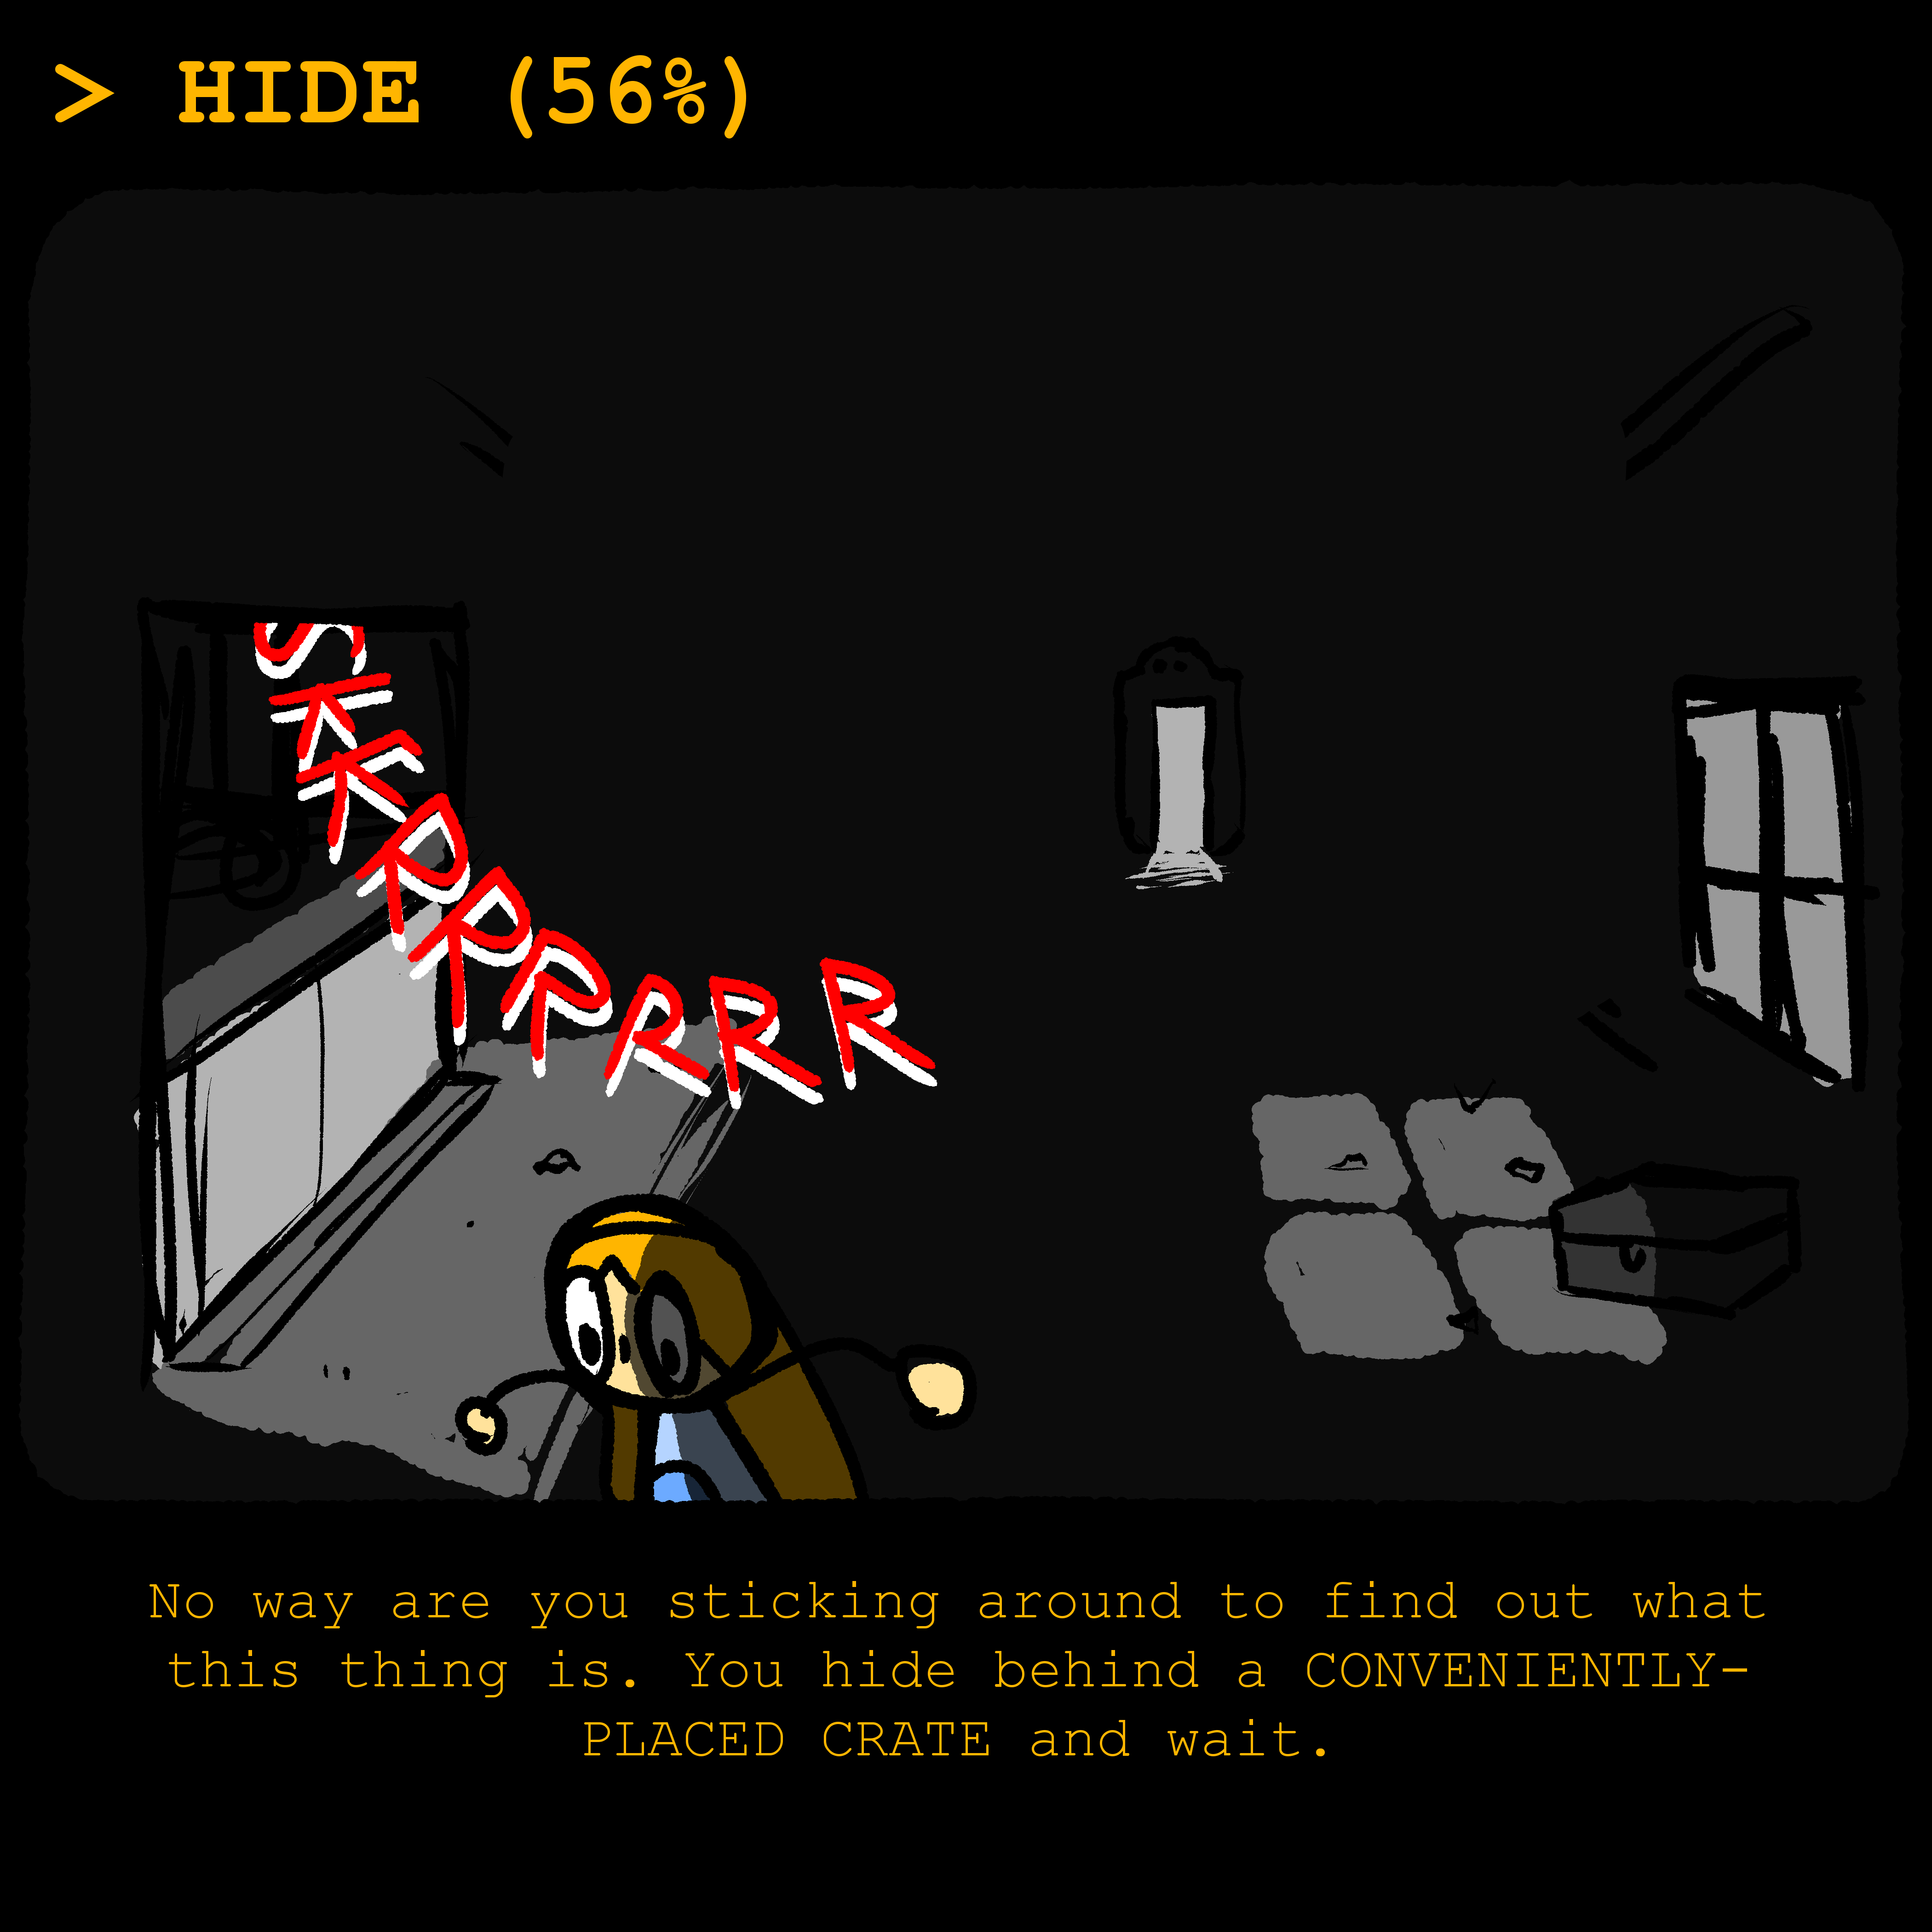 > HIDE (56%)
SKKRRRRRR
No way are you sticking around to find out what
this thing is. You hide behind a CONVENIENTLY-
PLACED CRATE and wait.